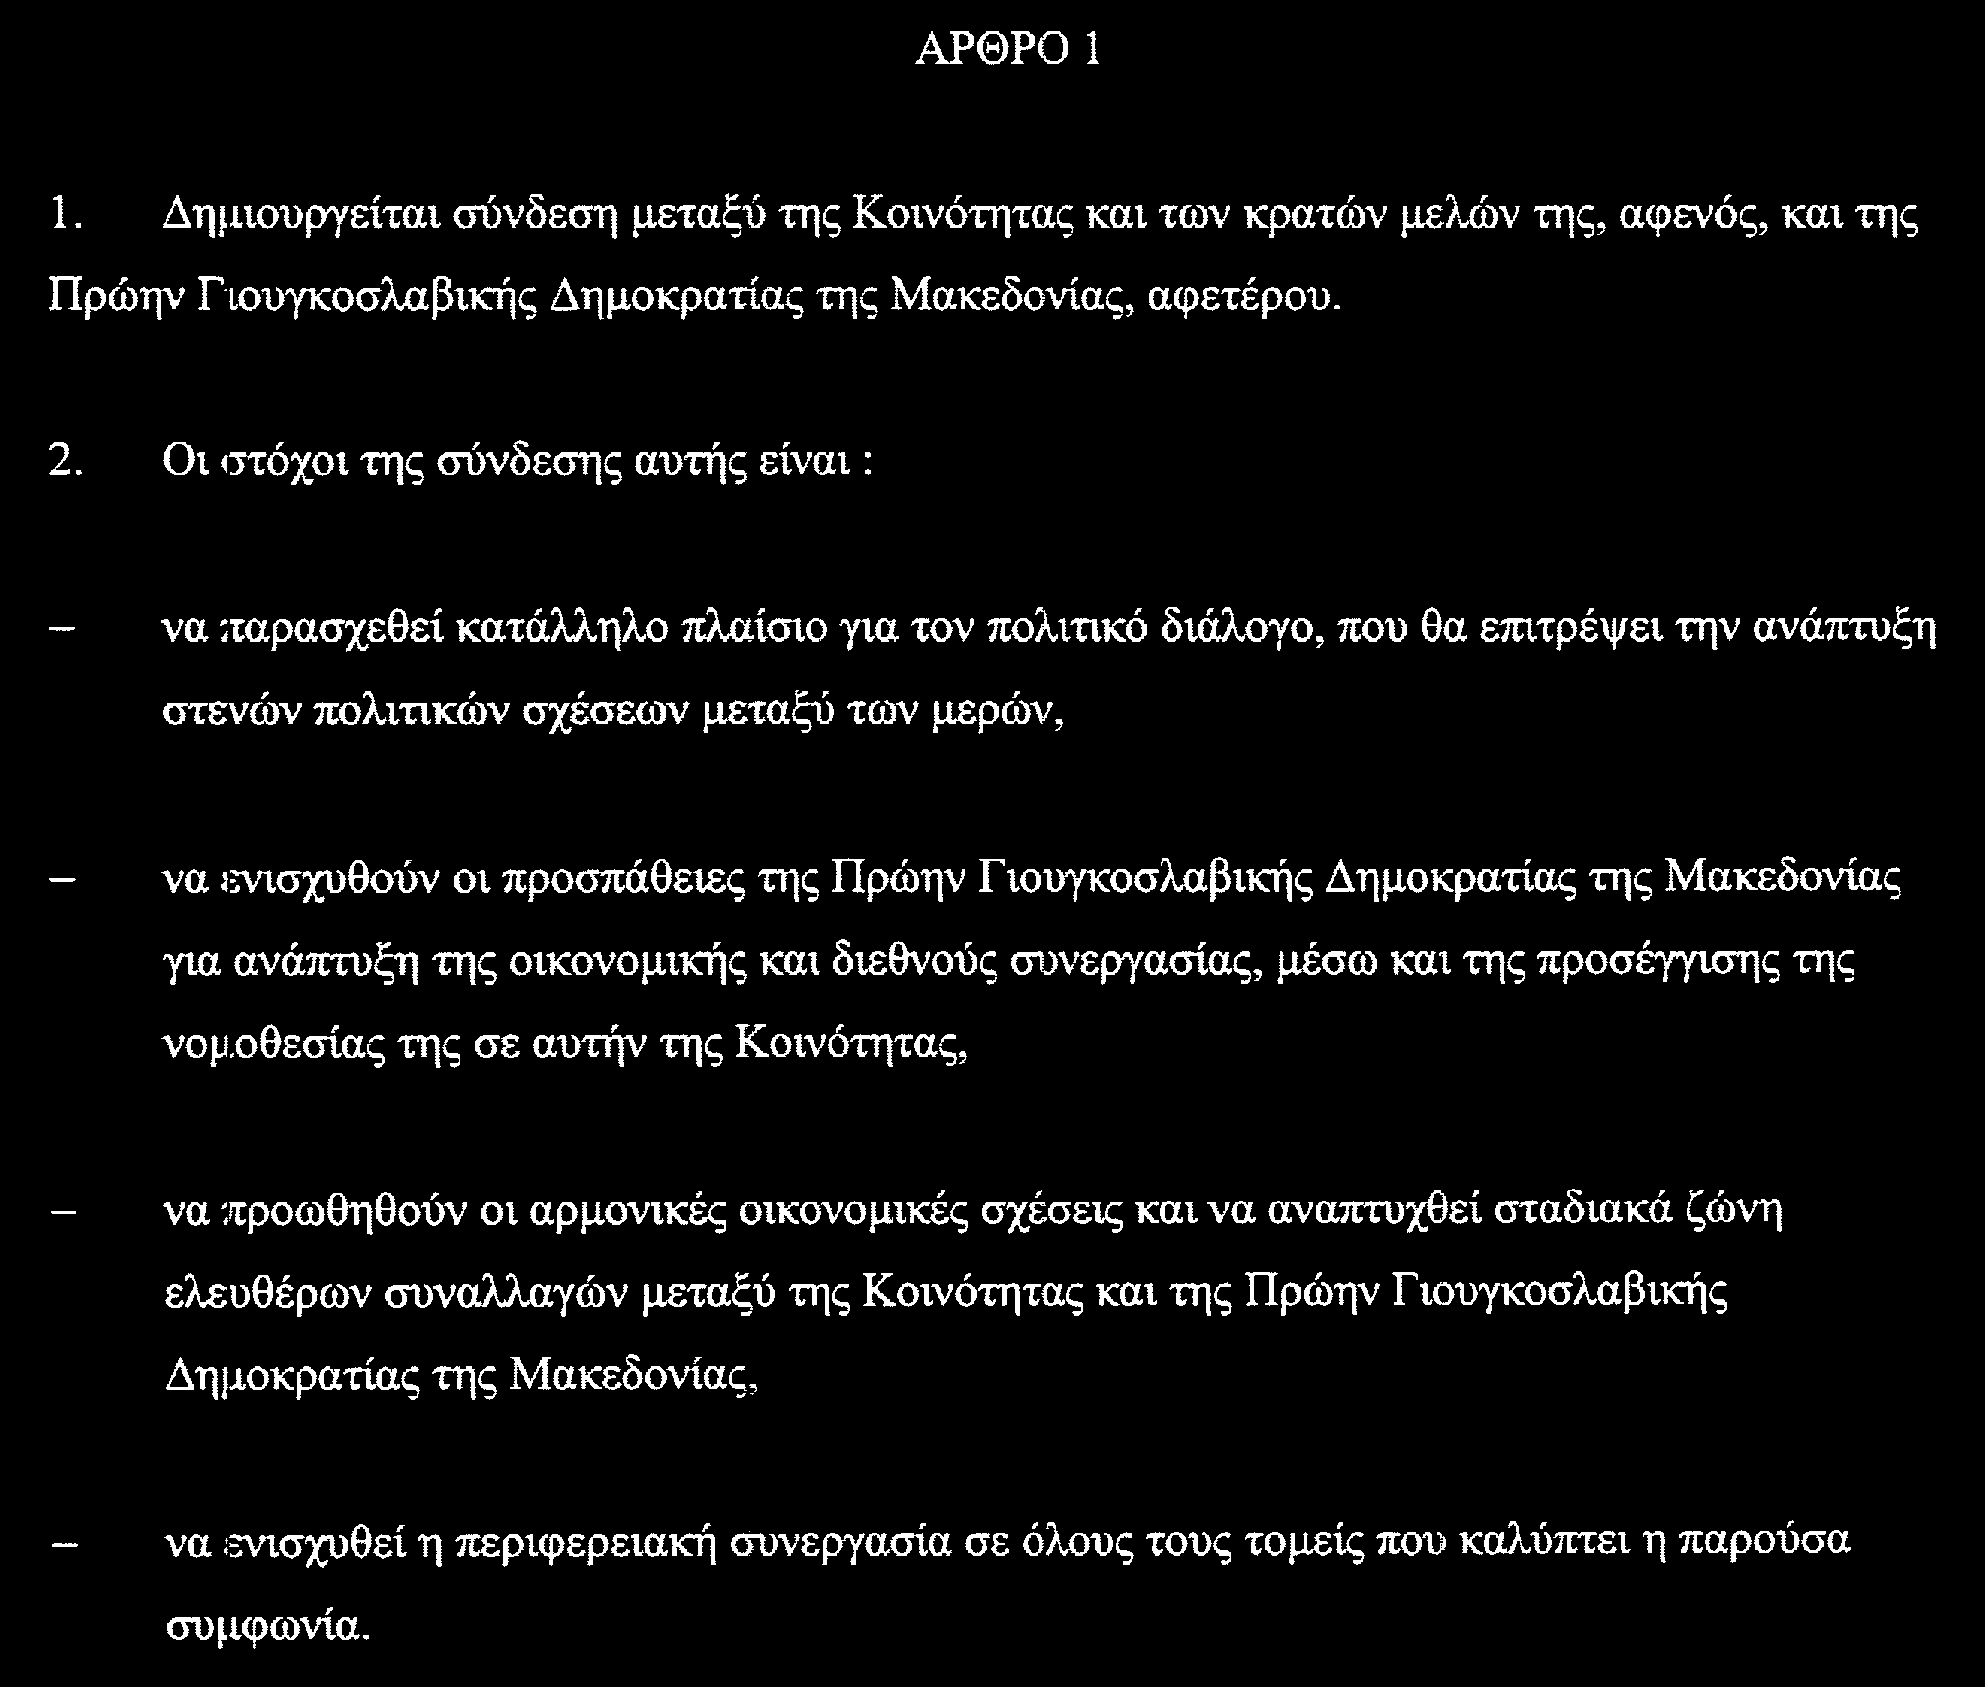 ΑΡΘΡΟ 1
1. Δημιουργείται σύνδεση μεταξύ της Κοινότητας και των κρατών μελών της, αφενός, και της
Πρώην Γιουγκοσλαβικής Δημοκρατίας της Μακεδονίας, αφετέρου.
2. Οι στόχοι της σύνδεσης αυτής είναι :
– να παρασχεθεί κατάλληλο πλαίσιο για τον πολιτικό διάλογο, που θα επιτρέψει την ανάπτυξη
στενών πολιτικών σχέσεων μεταξύ των μερών,
– να ενισχυθούν οι προσπάθειες της Πρώην Γιουγκοσλαβικής Δημοκρατίας της Μακεδονίας
για ανάπτυξη της οικονομικής και διεθνούς συνεργασίας, μέσω και της προσέγγισης της
νομοθεσίας της σε αυτήν της Κοινότητας,
– να προωθηθούν οι αρμονικές οικονομικές σχέσεις και να αναπτυχθεί σταδιακά ζώνη
ελευθέρων συναλλαγών μεταξύ της Κοινότητας και της Πρώην Γιουγκοσλαβικής
Δημοκρατίας της Μακεδονίας,
– να ενισχυθεί η περιφερειακή συνεργασία σε όλους τους τομείς που καλύπτει η παρούσα
συμφωνία.